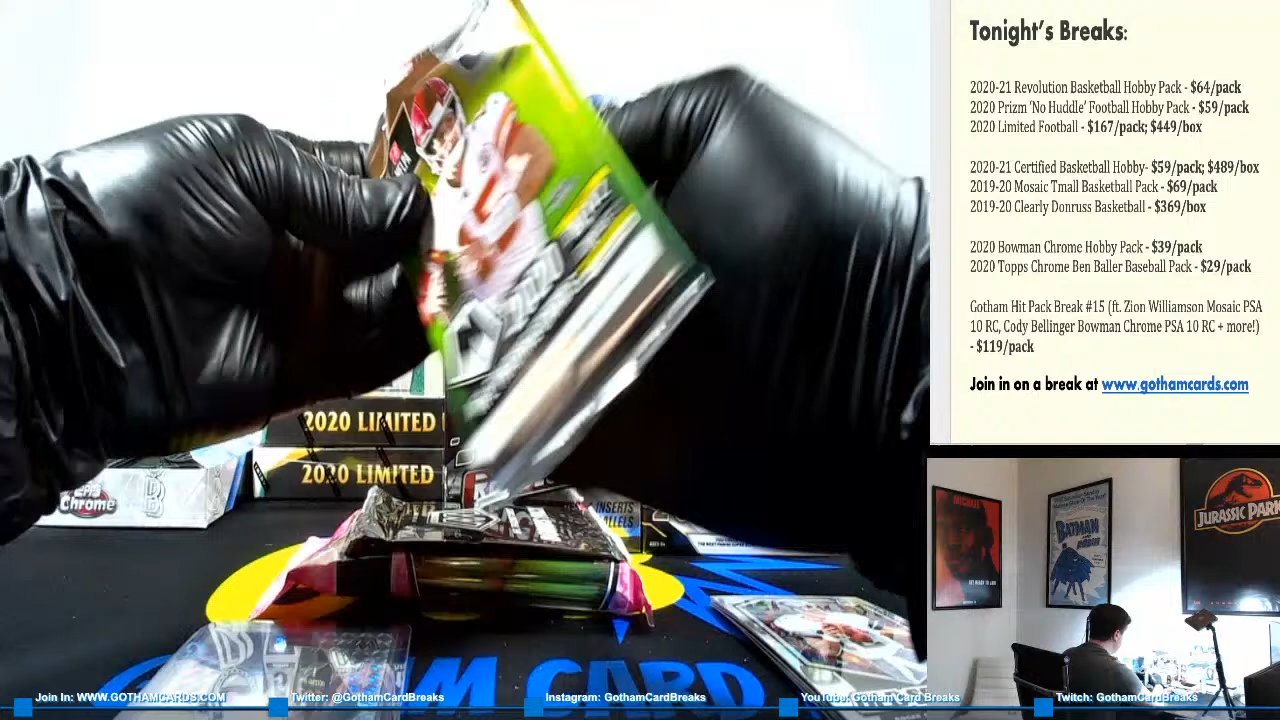 Tonight's Breaks:
2020-21 Revolution Basketball Hobby Pack - $64/pack
2020 Prizm 'No Huddle' Football Hobby Pack - $59/pack
2020 Limited Football - $167/pack; $449/box
2020-21 Certified Basketball Hobby- $59/pack; $489/box
2019-20 Mosaic Tmall Basketball Pack - $69/pack
2019-20 Clearly Donruss Basketball - $369/box
2020 Bowman Chrome Hobby Pack - $39/pack
2020 Topps Chrome Ben Baller Baseball Pack - $29/pack
Gotham Hit Pack Break #15 (ft. Zion Williamson Mosaic PSA
10 RC, Cody Bellinger Bowman Chrome PSA 10 RC + more!)
- $119/pack
Join in on a break at www.gothamcards.com
2020 LIMITED
2020 LIMITED
Chrome
INSERTS
CARD
MICHAEL
BATMAN
JURASSIC PARK
Join In: WWW.GOTHAMCARDS.COM
Twitter: @GothamCardBreaks
Instagram: GothamCardBreaks
YouTube: Gotham Card Breaks
Twitch: GothamCardBreaks